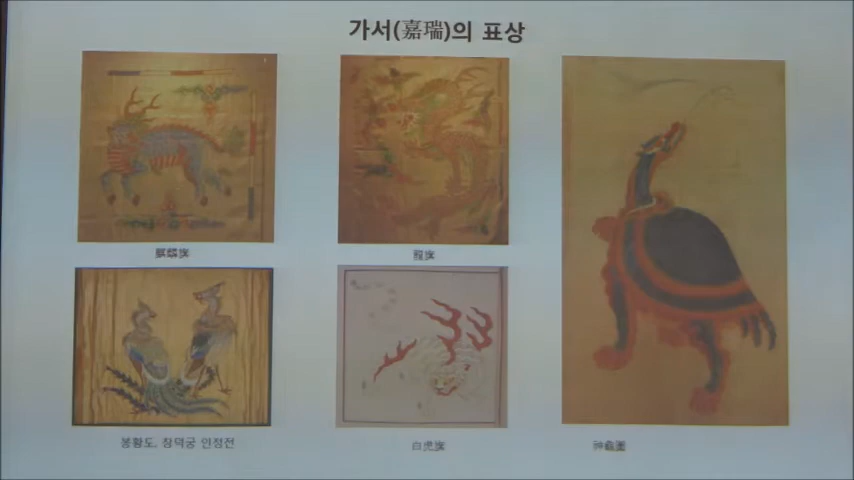 가서(嘉瑞)의 표상
麒麟旗
龍旗
봉황도, 창덕궁 인정전
白虎旗
神龜圖